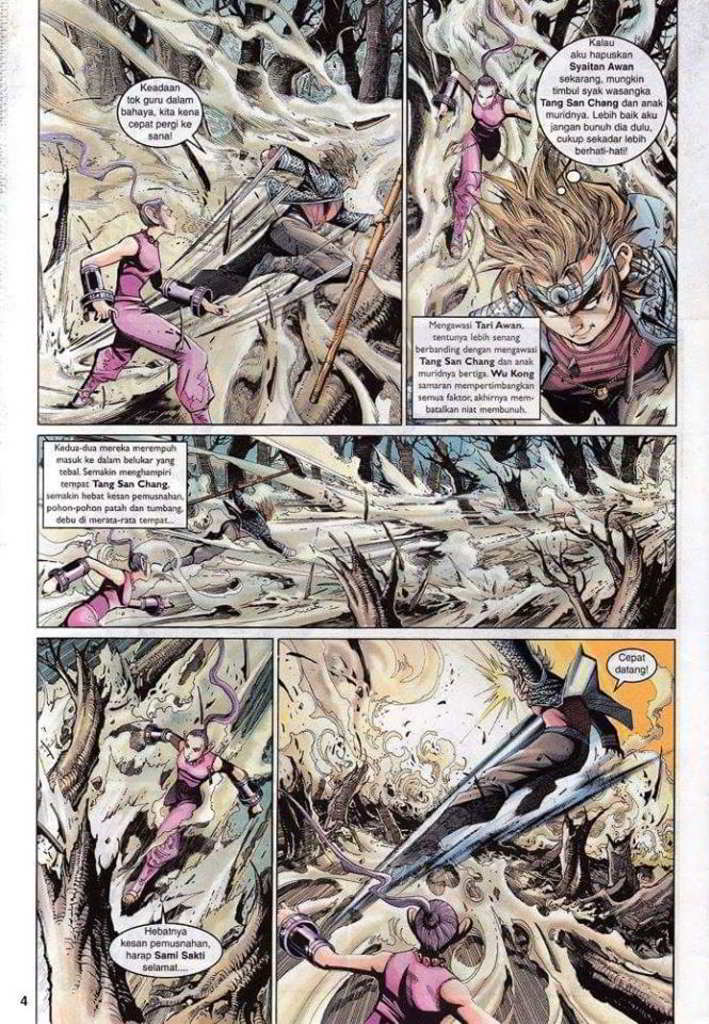 Keadaan
tok guru dalam
bahaya, kita kena
cepat pergi ke
sana!
Kalau
aku hapuskan
Syaitan Awan
sekarang, mungkin
timbul syak wasangka
Tang San Chang dan anak
muridnya. Lebih baik aku
jangan bunuh dia dulu,
cukup sekadar lebih
berhati-hati!
Mengawasi Tari Awan,
tentunya lebih senang
berbanding dengan mengawasi
Tang San Chang dan anak
muridnya bertiga. Wu Kong
samaran mempertimbangkan
semua faktor, akhirnya mem-
batalkan niat membunuh.
Kedua-dua mereka merempuh
masuk ke dalam belukar yang
tebal. Semakin menghampiri
tempat Tang San Chang,
semakin hebat kesan pemusnahan,
pohon-pohon patah dan tumbang,
debu di merata-rata tempat...
Hebatnya
kesan pemusnahan,
harap Sami Sakti
selamat....
Cepat
datang!
4